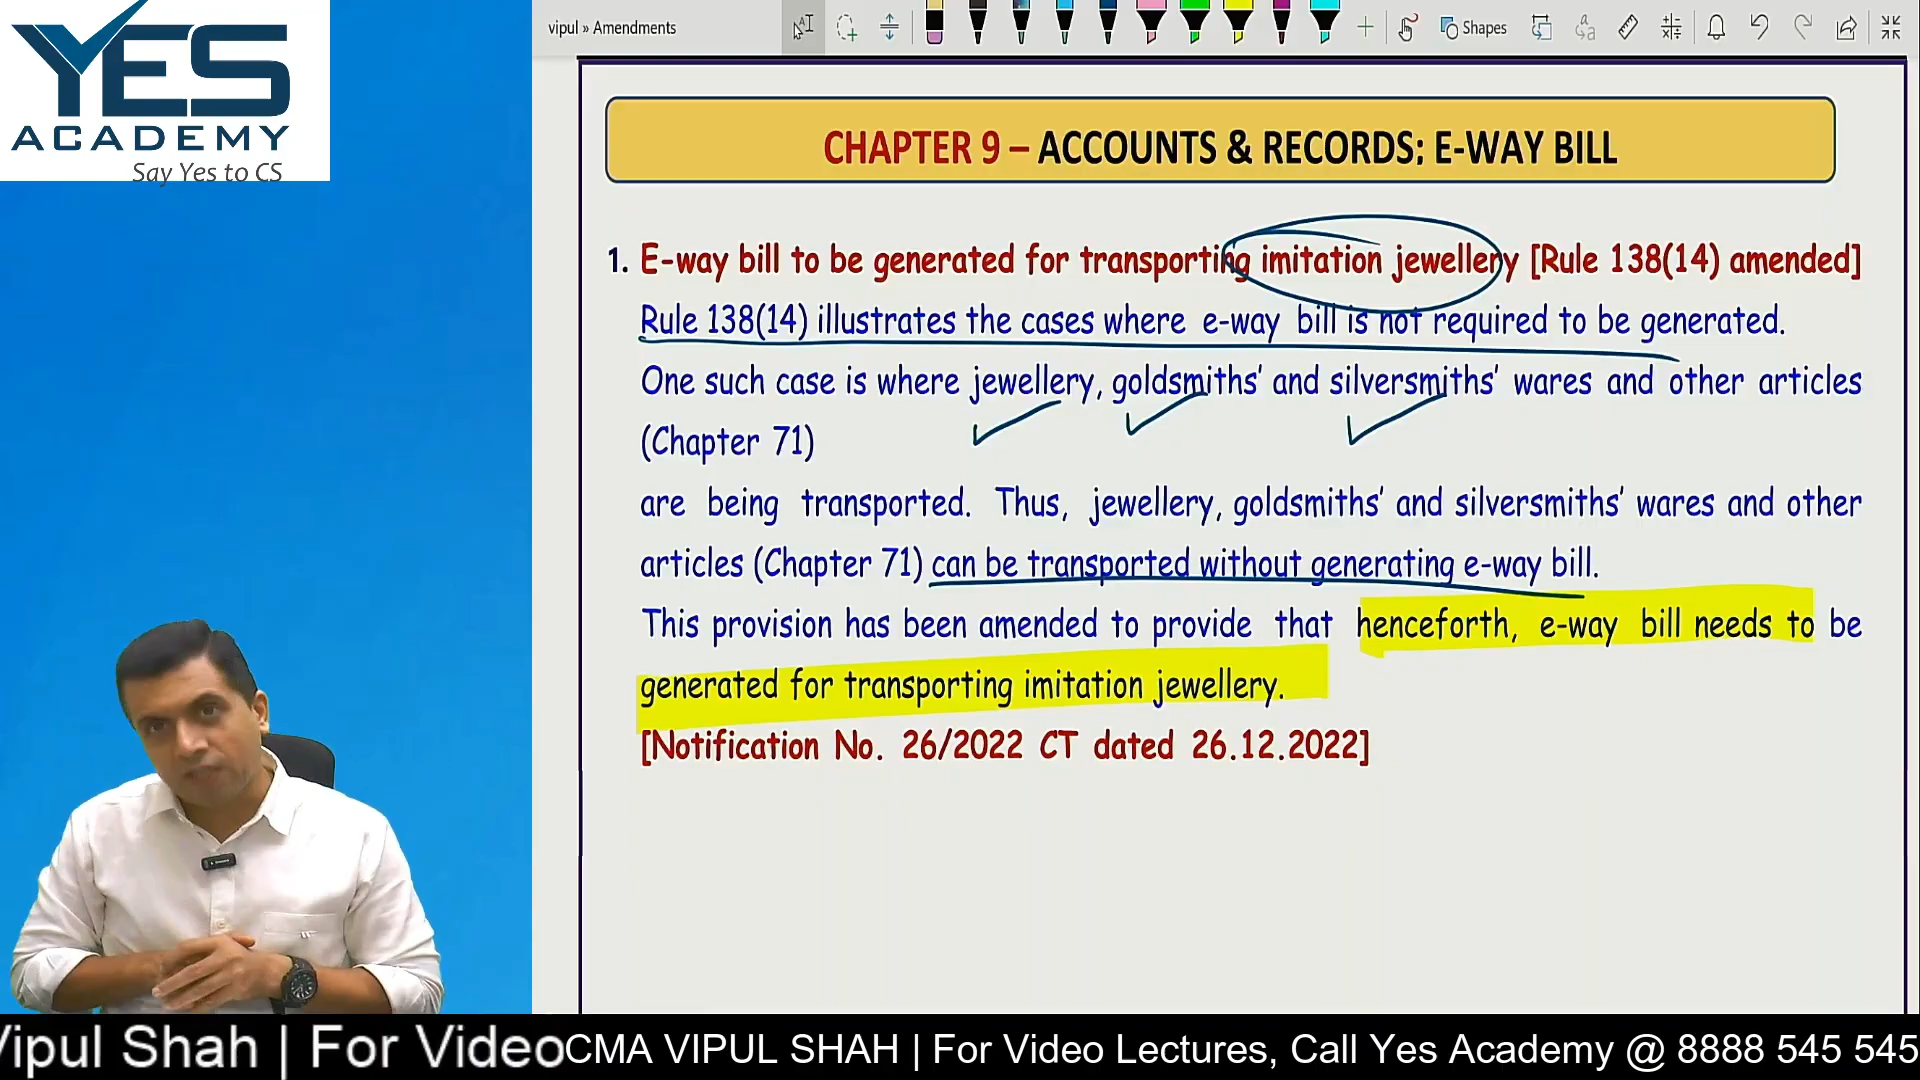 YES
ACADEMY
Say Yes to CS
vipul » Amendments
Shapes
CHAPTER 9 – ACCOUNTS & RECORDS; E-WAY BILL
1. E-way bill to be generated for transporting imitation jewellery [Rule 138(14) amended]
Rule 138(14) illustrates the cases where e-way bill is not required to be generated.
One such case is where jewellery, goldsmiths' and silversmiths' wares and other articles
(Chapter 71)
are being transported. Thus, jewellery, goldsmiths' and silversmiths' wares and other
articles (Chapter 71) can be transported without generating e-way bill.
This provision has been amended to provide that henceforth, e-way bill needs to be
generated for transporting imitation jewellery.
[Notification No. 26/2022 CT dated 26.12.2022]
Vipul Shah | For Video
CMA VIPUL SHAH | For Video Lectures, Call Yes Academy @ 8888 545 545